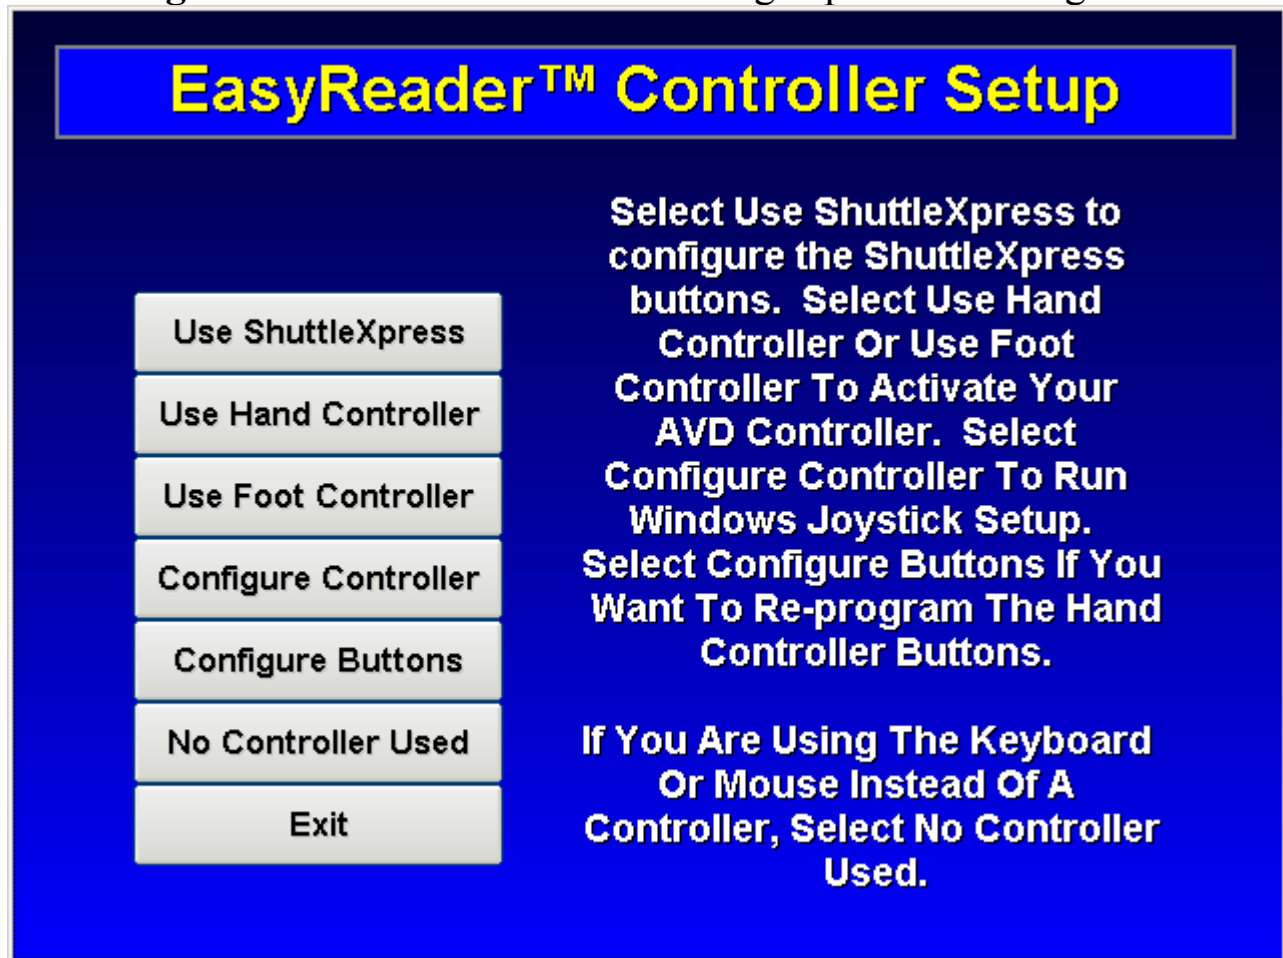 EasyReader™ Controller Setup
Use ShuttleXpress
Use Hand Controller
Use Foot Controller
Configure Controller
Configure Buttons
No Controller Used
Exit
Select Use ShuttleXpress to
configure the ShuttleXpress
buttons.  Select Use Hand
Controller Or Use Foot
Controller To Activate Your
AVD Controller.  Select
Configure Controller To Run
Windows Joystick Setup.
Select Configure Buttons If You
Want To Re-program The Hand
Controller Buttons.
If You Are Using The Keyboard
Or Mouse Instead Of A
Controller, Select No Controller
Used.